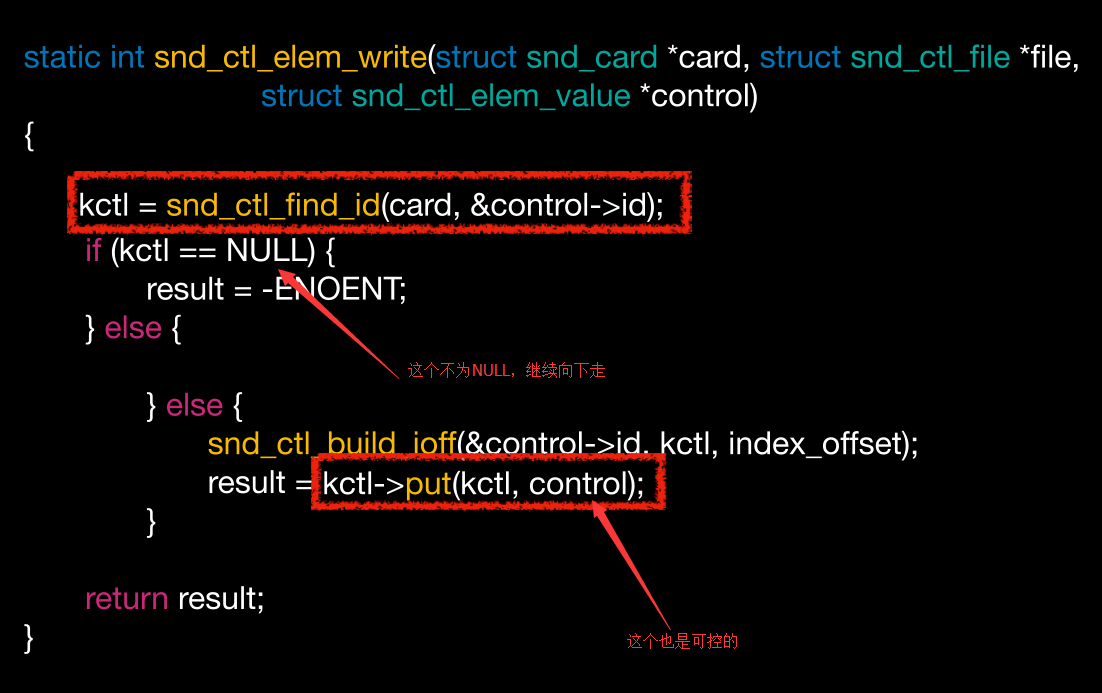 static int snd_ctl_elem_write(struct snd_card *card, struct snd_ctl_file *file,
struct snd_ctl_elem_value *control)
{
kctl = snd_ctl_find_id(card, &control->id);
if (kctl == NULL) {
result = -ENOENT;
} else {
这个不为NULL，继续向下走
} else {
snd_ctl_build_ioff(&control->id, kctl, index_offset);
result = kctl->put(kctl, control);
}
return result;
}
这个也是可控的